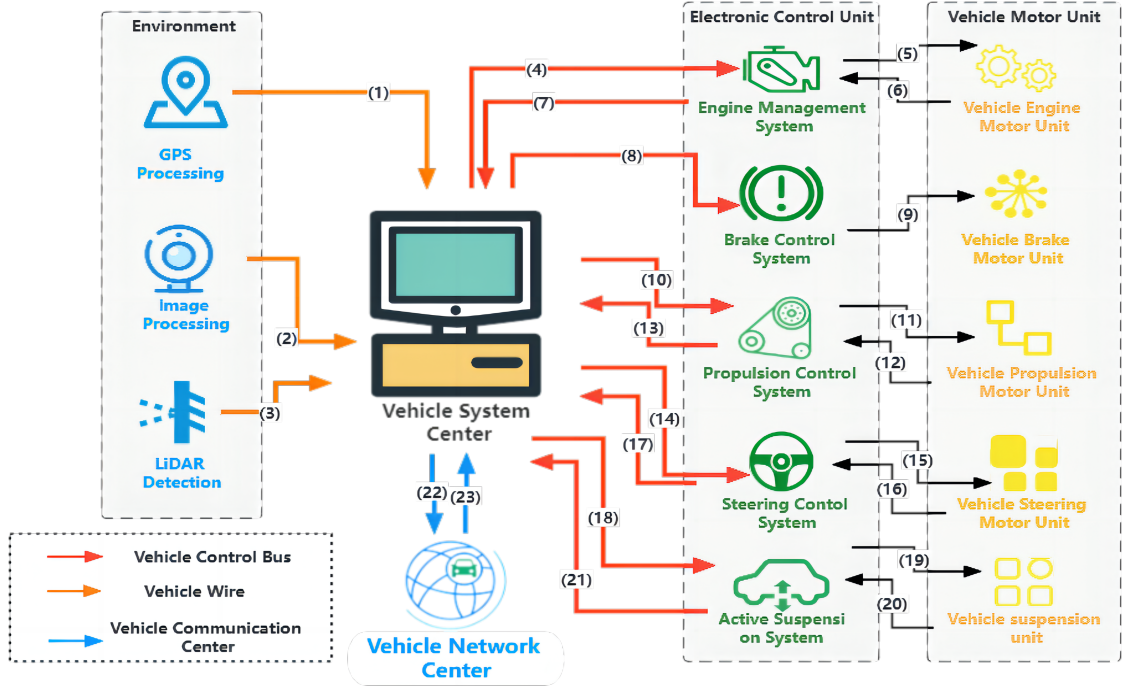 Environment
GPS
Processing
Image
Processing
LiDAR
Detection
(1)
(2)
(3)
Vehicle System
Center
(22)
(23)
Vehicle Network
Center
Vehicle Control Bus
Vehicle Wire
Vehicle Communication
Center
(4)
(7)
(8)
(10)
(13)
(14)
(17)
(18)
(21)
Electronic Control Unit
Engine Management
System
Brake Control
System
Propulsion Control
System
Steering Contol
System
Active Suspensi
on System
(5)
(6)
(9)
(11)
(12)
(15)
(16)
(19)
(20)
Vehicle Motor Unit
Vehicle Engine
Motor Unit
Vehicle Brake
Motor Unit
Vehicle Propulsion
Motor Unit
Vehicle Steering
Motor Unit
Vehicle suspension
unit